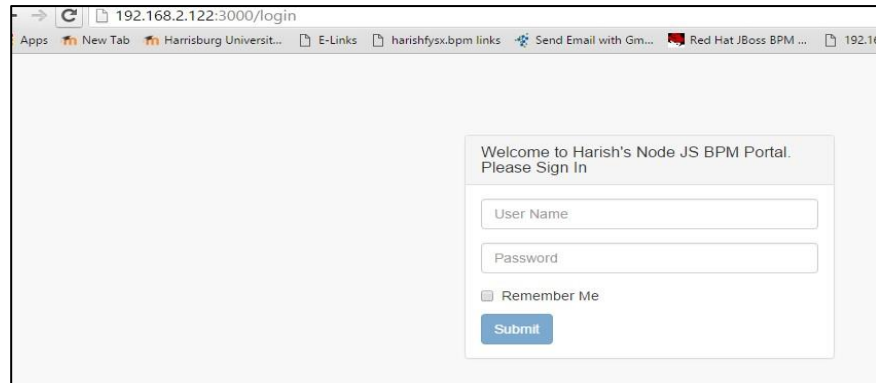 192.168.2.122:3000/login
Apps New Tab Harrisburg Universit... E-Links harishfysx.bpm links Send Email with Gm... Red Hat JBoss BPM ... 192.16
Welcome to Harish's Node JS BPM Portal.
Please Sign In
User Name
Password
Remember Me
Submit